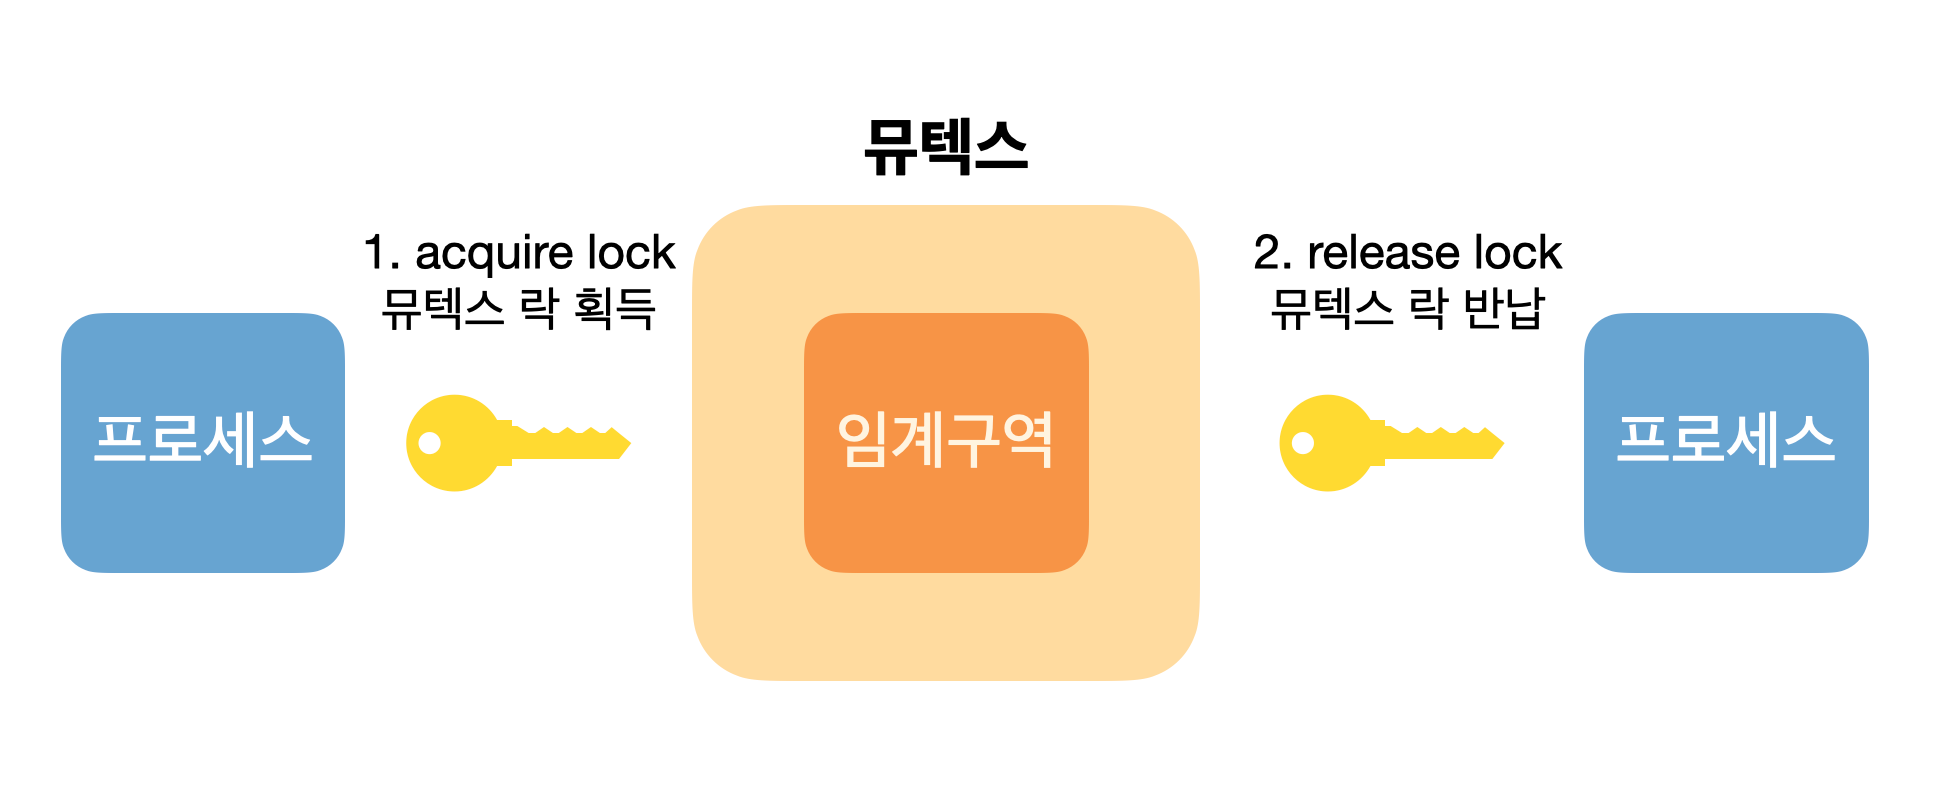 뮤텍스
1. acquire lock
뮤텍스 락 획득
2. release lock
뮤텍스 락 반납
프로세스
임계구역
프로세스